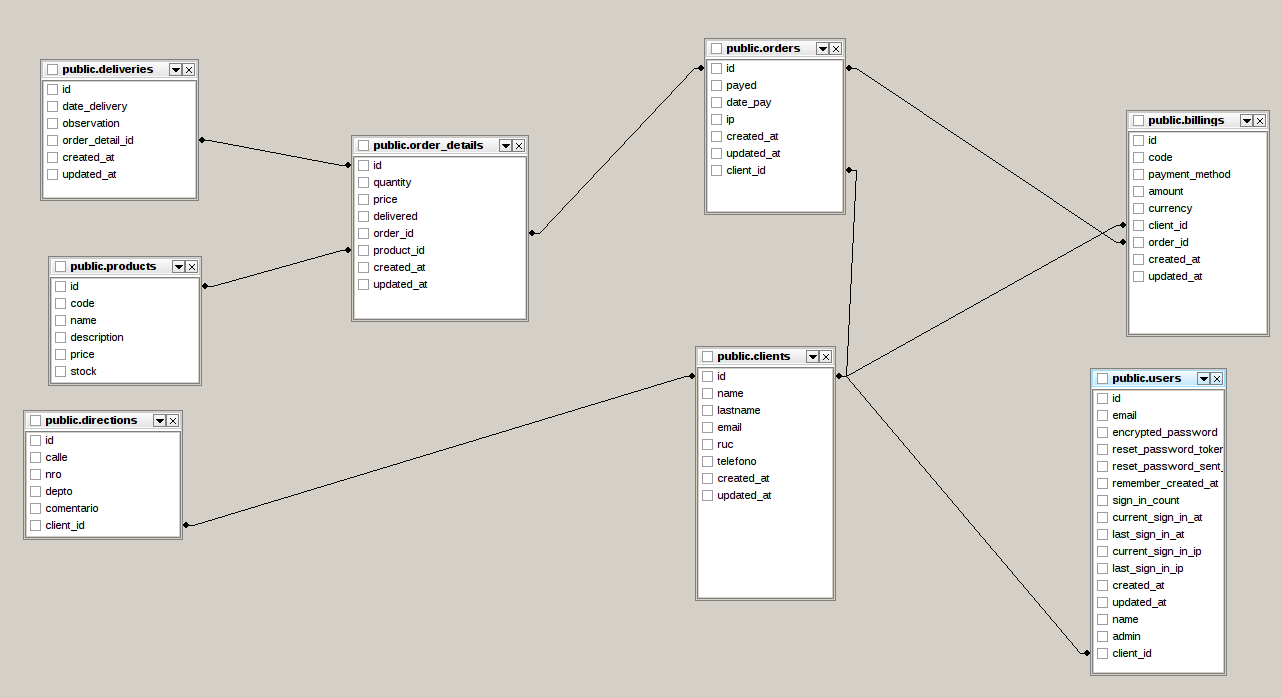 public.deliveries
id
date_delivery
observation
order_detail_id
created_at
updated_at
public.products
id
code
name
description
price
stock
public.directions
id
calle
nro
depto
comentario
client_id
public.order_details
id
quantity
price
delivered
order_id
product_id
created_at
updated_at
public.orders
id
payed
date_pay
ip
created_at
updated_at
client_id
public.clients
id
name
lastname
email
ruc
telefono
created_at
updated_at
public.billings
id
code
payment_method
amount
currency
client_id
order_id
created_at
updated_at
public.users
id
email
encrypted_password
reset_password_token
reset_password_sent_
remember_created_at
sign_in_count
current_sign_in_at
last_sign_in_at
current_sign_in_ip
last_sign_in_ip
created_at
updated_at
name
admin
client_id